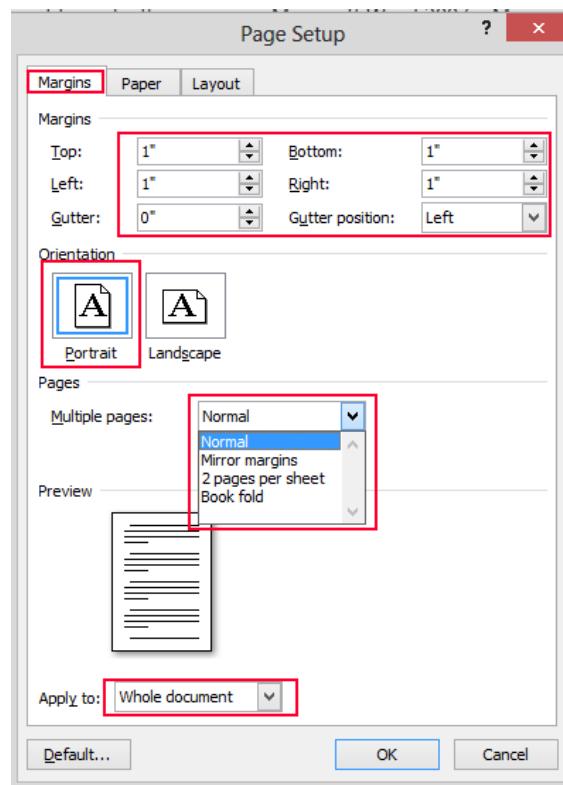 Page Setup ? ×
Margins Paper Layout
Margins
Top: 1" Bottom: 1"
Left: 1" Right: 1"
Gutter: 0" Gutter position: Left
Orientation
A A
Portrait Landscape
Pages
Multiple pages: Normal
Normal
Mirror margins
2 pages per sheet
Book fold
Preview
Apply to: Whole document
Default... OK Cancel